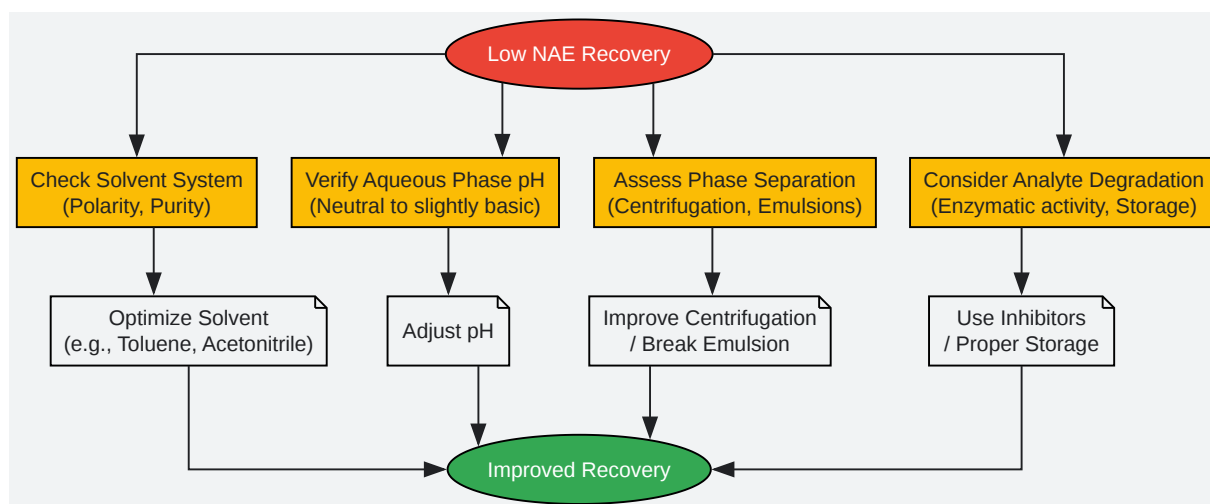 Low NAE Recovery
Check Solvent System
(Polarity, Purity)
Verify Aqueous Phase pH
(Neutral to slightly basic)
Assess Phase Separation
(Centrifugation, Emulsions)
Consider Analyte Degradation
(Enzymatic activity, Storage)
Optimize Solvent
(e.g., Toluene, Acetonitrile)
Adjust pH
Improve Centrifugation
/ Break Emulsion
Use Inhibitors
/ Proper Storage
Improved Recovery